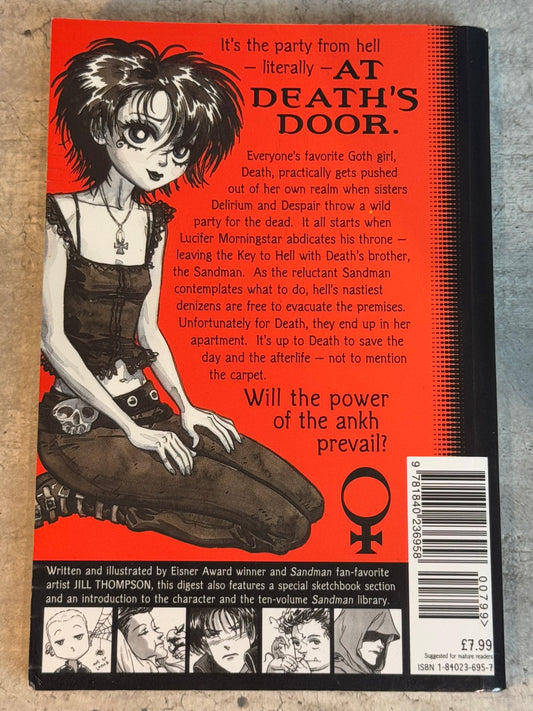 It's the party from hell
– literally – AT
DEATH'S
DOOR.
Everyone's favorite Goth girl,
Death, practically gets pushed
out of her own realm when sisters
Delirium and Despair throw a wild
party for the dead. It all starts when
Lucifer Morningstar abdicates his throne –
leaving the Key to Hell with Death's brother,
the Sandman. As the reluctant Sandman
contemplates what to do, hell's nastiest
denizens are free to evacuate the premises.
Unfortunately for Death, they end up in her
apartment. It's up to Death to save the
day and the afterlife – not to mention
the carpet.
Will the power
of the ankh
prevail?
9 781840 236958
00799>
Written and illustrated by Eisner Award winner and Sandman fan-favorite
artist JILL THOMPSON, this digest also features a special sketchbook section
and an introduction to the character and the ten-volume Sandman library.
£7.99
Suggested for mature readers
ISBN 1-84023-695-7